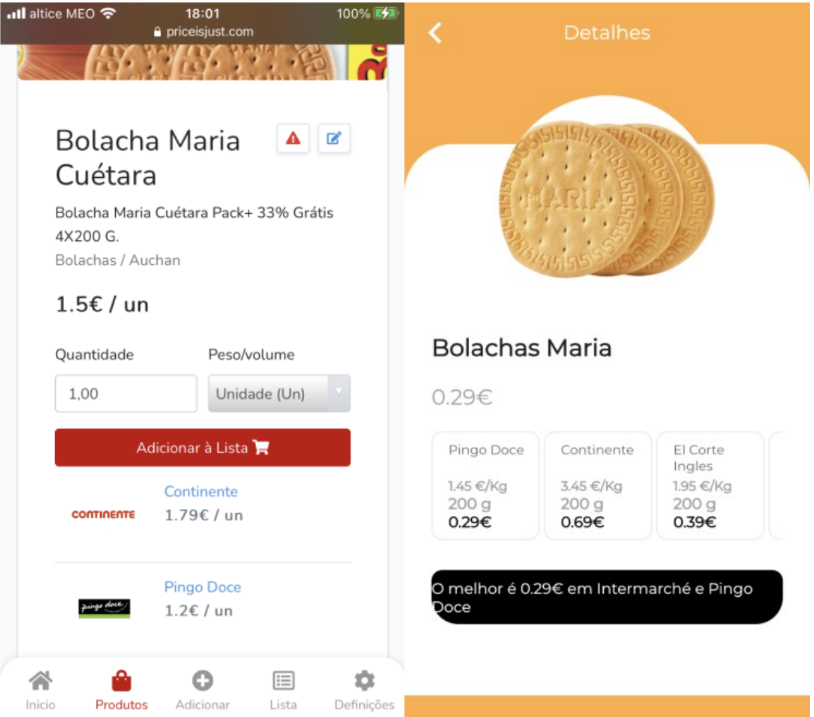 altice MEO
18:01
100%
priceisjust.com
Bolacha Maria
Cuétara
Bolacha Maria Cuétara Pack+ 33% Grátis
4X200 G.
Bolachas / Auchan
1.5€ / un
Quantidade
Peso/volume
1,00
Unidade (Un)
Adicionar à Lista
CONTINENTE
Continente
1.79€ / un
pingo doce
Pingo Doce
1.2€ / un
Inicio
Produtos
Adicionar
Lista
Definições
Detalhes
MARIA
Bolachas Maria
0.29€
Pingo Doce
1.45 €/Kg
200 g
0.29€
Continente
3.45 €/Kg
200 g
0.69€
El Corte
Ingles
1.95 €/Kg
200 g
0.39€
O melhor é 0.29€ em Intermarché e Pingo
Doce